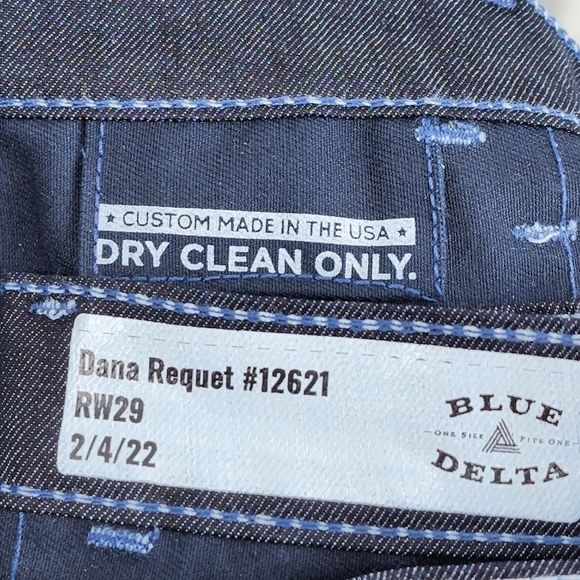 ★ CUSTOM MADE IN THE USA ★
DRY CLEAN ONLY.
Dana Requet #12621
RW29
2/4/22
BLUE
ONE SIZE FITS ONE
DELTA